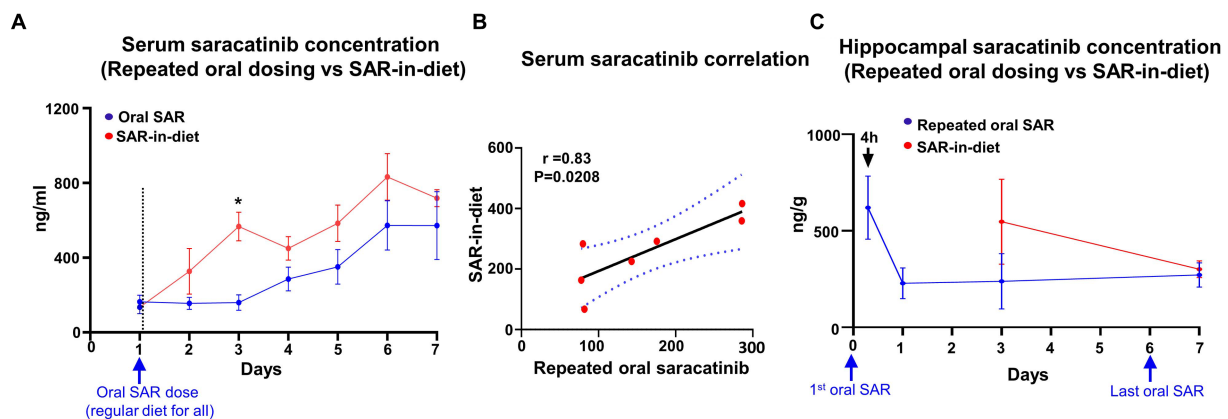 A
Serum saracatinib concentration
(Repeated oral dosing vs SAR-in-diet)
Oral SAR
SAR-in-diet
ng/ml
1200
800
400
0
*
0 1 2 3 4 5 6 7
Days
Oral SAR dose
(regular diet for all)
B
Serum saracatinib correlation
r =0.83
P=0.0208
SAR-in-diet
600
400
200
0
0 100 200 300
Repeated oral saracatinib
C
Hippocampal saracatinib concentration
(Repeated oral dosing vs SAR-in-diet)
Repeated oral SAR
SAR-in-diet
4h
ng/g
1000
500
0
0 1 2 3 4 5 6 7
Days
1st oral SAR
Last oral SAR